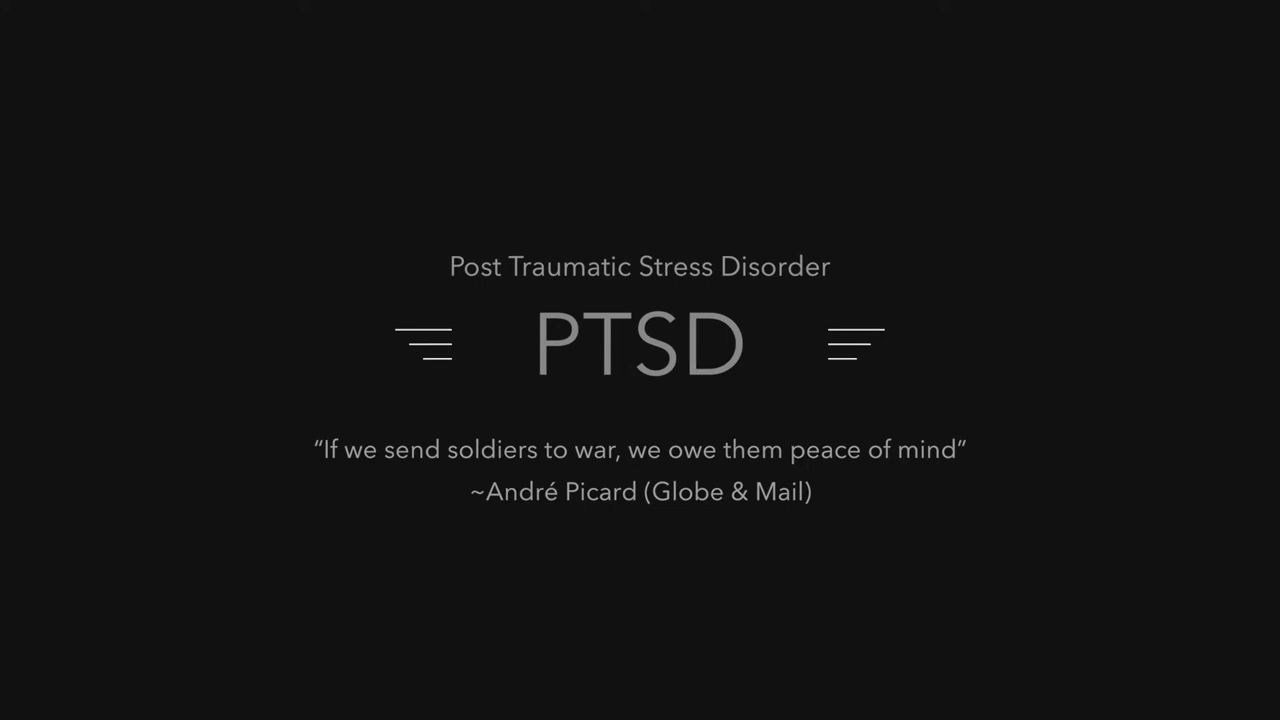 Post Traumatic Stress Disorder
PTSD
“If we send soldiers to war, we owe them peace of mind”
~André Picard (Globe & Mail)